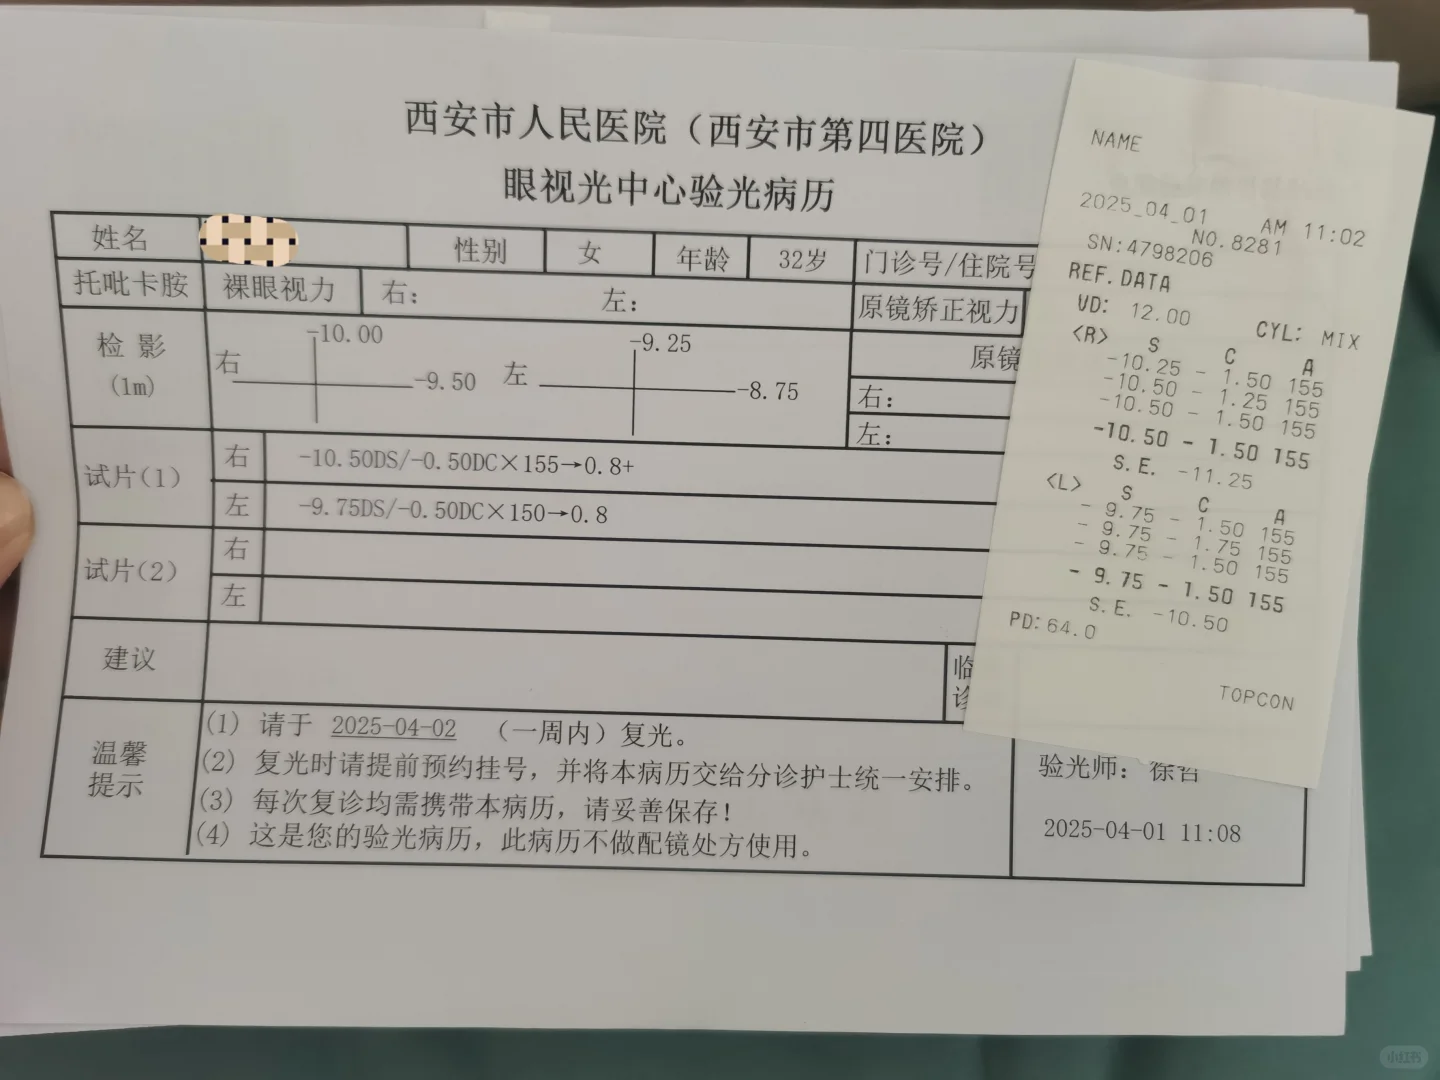 西安市人民医院（西安市第四医院）
眼视光中心验光病历
姓名 性别 女 年龄 32岁 门诊号/住院号
托吡卡胺 裸眼视力 右： 左： 原镜矫正视力
检影 (1m) 右 -10.00 -9.50 左 -9.25 -8.75 原镜
右：
左：
试片(1) 右 -10.50DS/-0.50DC×155→0.8+
左 -9.75DS/-0.50DC×150→0.8
试片(2) 右
左
建议 临
诊
温馨提示
(1) 请于 2025-04-02 （一周内）复光。
(2) 复光时请提前预约挂号，并将本病历交给分诊护士统一安排。
(3) 每次复诊均需携带本病历，请妥善保存！
(4) 这是您的验光病历，此病历不做配镜处方使用。
验光师： 徐哲
2025-04-01 11:08
NAME
2025_04_01 AM 11:02
NO.8281
SN:4798206
REF.DATA
VD: 12.00 CYL: MIX
<R> S C A
-10.25 - 1.50 155
-10.50 - 1.25 155
-10.50 - 1.50 155
-10.50 - 1.50 155
S.E. -11.25
<L> S C A
- 9.75 - 1.50 155
- 9.75 - 1.75 155
- 9.75 - 1.50 155
- 9.75 - 1.50 155
S.E. -10.50
PD:64.0
TOPCON
小红书